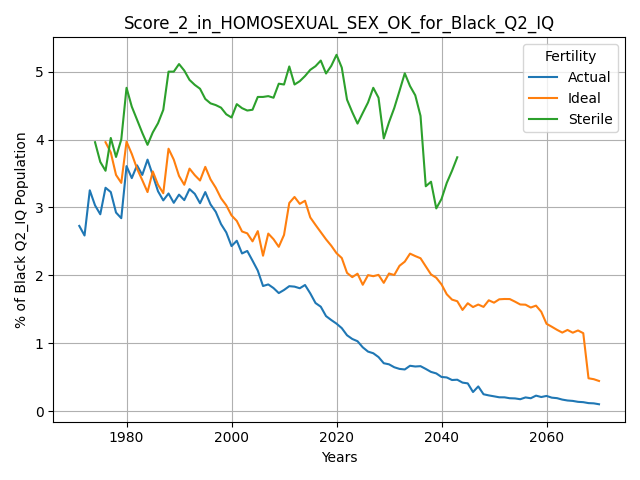 Score_2_in_HOMOSEXUAL_SEX_OK_for_Black_Q2_IQ
Fertility
Actual
Ideal
Sterile
% of Black Q2_IQ Population
5
4
3
2
1
0
1980 2000 2020 2040 2060
Years